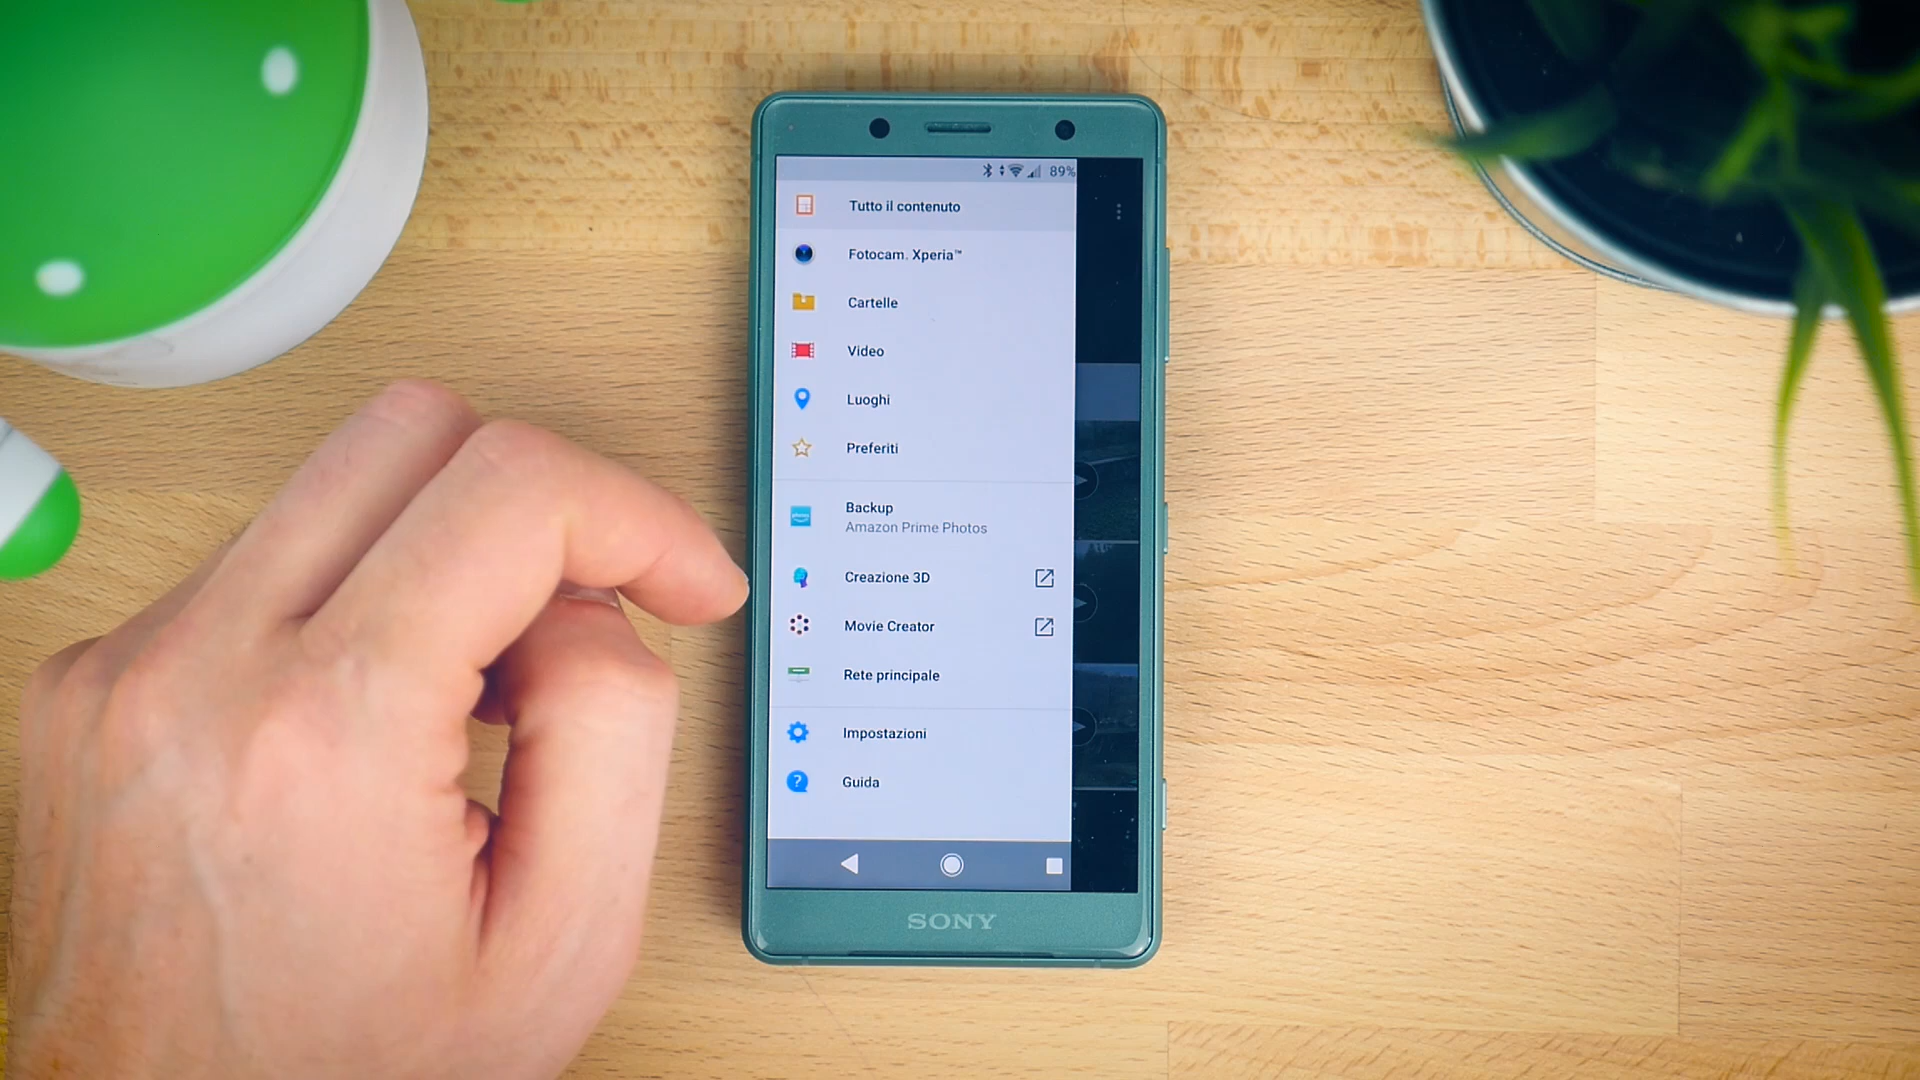 89%
Tutto il contenuto
Fotocam. Xperia™
Cartelle
Video
Luoghi
Preferiti
Backup
Amazon Prime Photos
Creazione 3D
Movie Creator
Rete principale
Impostazioni
? Guida
SONY